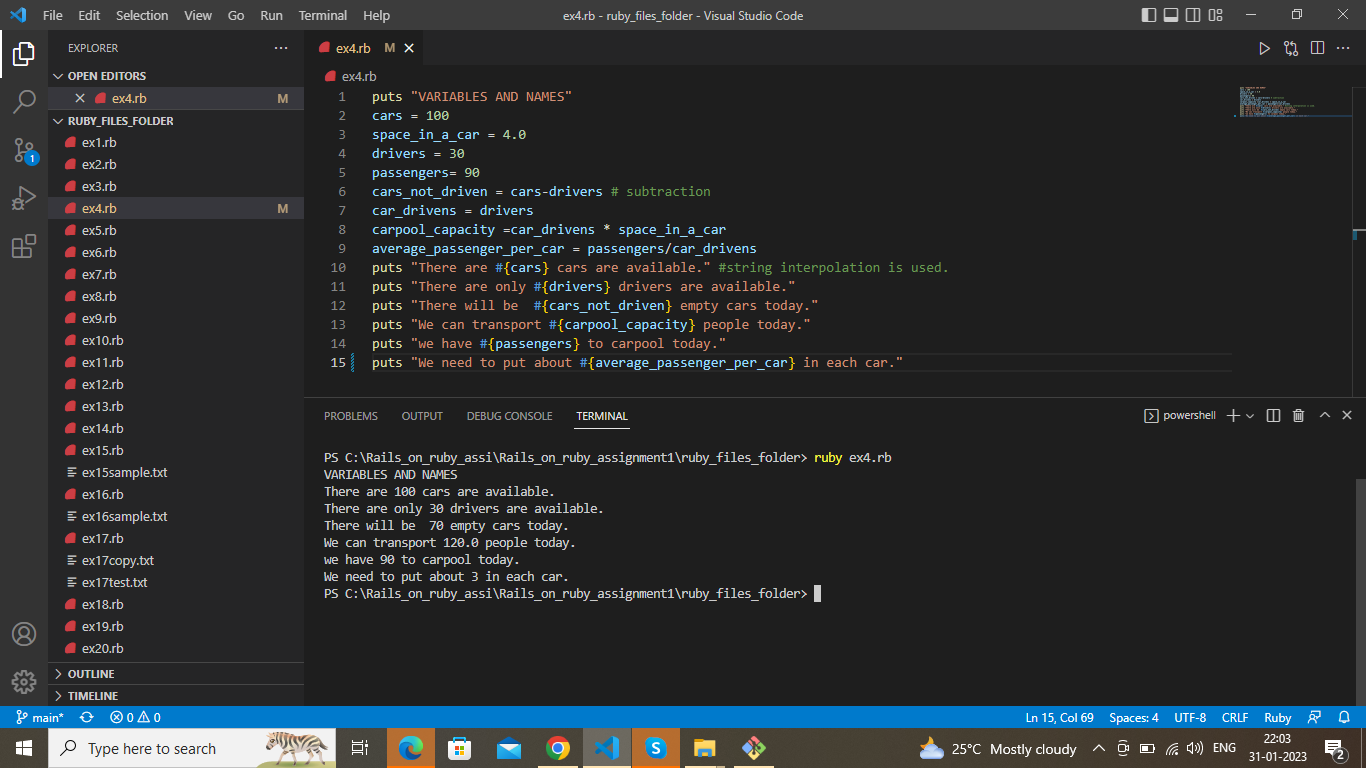 File Edit Selection View Go Run Terminal Help
ex4.rb - ruby_files_folder - Visual Studio Code
EXPLORER
OPEN EDITORS
ex4.rb M
RUBY_FILES_FOLDER
ex1.rb
ex2.rb
ex3.rb
ex4.rb M
ex5.rb
ex6.rb
ex7.rb
ex8.rb
ex9.rb
ex10.rb
ex11.rb
ex12.rb
ex13.rb
ex14.rb
ex15.rb
ex15sample.txt
ex16.rb
ex16sample.txt
ex17.rb
ex17copy.txt
ex17test.txt
ex18.rb
ex19.rb
ex20.rb
OUTLINE
TIMELINE
1
ex4.rb M
ex4.rb
1 puts "VARIABLES AND NAMES"
2 cars = 100
3 space_in_a_car = 4.0
4 drivers = 30
5 passengers= 90
6 cars_not_driven = cars-drivers # subtraction
7 car_drivens = drivers
8 carpool_capacity =car_drivens * space_in_a_car
9 average_passenger_per_car = passengers/car_drivens
10 puts "There are #{cars} cars are available." #string interpolation is used.
11 puts "There are only #{drivers} drivers are available."
12 puts "There will be  #{cars_not_driven} empty cars today."
13 puts "We can transport #{carpool_capacity} people today."
14 puts "we have #{passengers} to carpool today."
15 puts "We need to put about #{average_passenger_per_car} in each car."
PROBLEMS OUTPUT DEBUG CONSOLE TERMINAL
powershell
PS C:\Rails_on_ruby_assi\Rails_on_ruby_assignment1\ruby_files_folder> ruby ex4.rb
VARIABLES AND NAMES
There are 100 cars are available.
There are only 30 drivers are available.
There will be  70 empty cars today.
We can transport 120.0 people today.
we have 90 to carpool today.
We need to put about 3 in each car.
PS C:\Rails_on_ruby_assi\Rails_on_ruby_assignment1\ruby_files_folder>
main* 0 0
Ln 15, Col 69 Spaces: 4 UTF-8 CRLF Ruby
Type here to search
25°C Mostly cloudy
ENG
22:03
31-01-2023
2